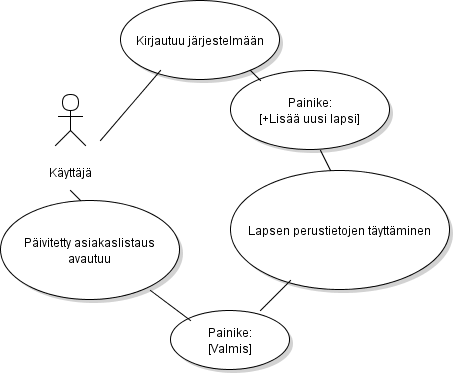 Kirjautuu järjestelmään
Painike:
[+Lisää uusi lapsi]
Käyttäjä
Lapsen perustietojen täyttäminen
Päivitetty asiakaslistaus
avautuu
Painike:
[Valmis]